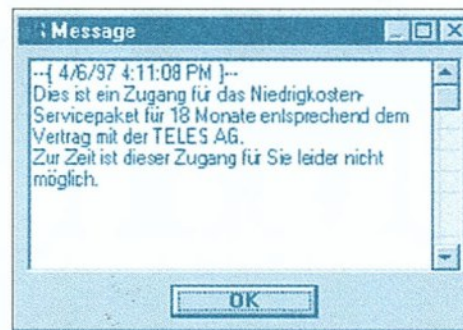 Message
--{ 4/6/97 4:11:08 PM }--
Dies ist ein Zugang für das Niedrigkosten-
Servicepaket für 18 Monate entsprechend dem
Vertrag mit der TELES AG.
Zur Zeit ist dieser Zugang für Sie leider nicht
möglich.
OK